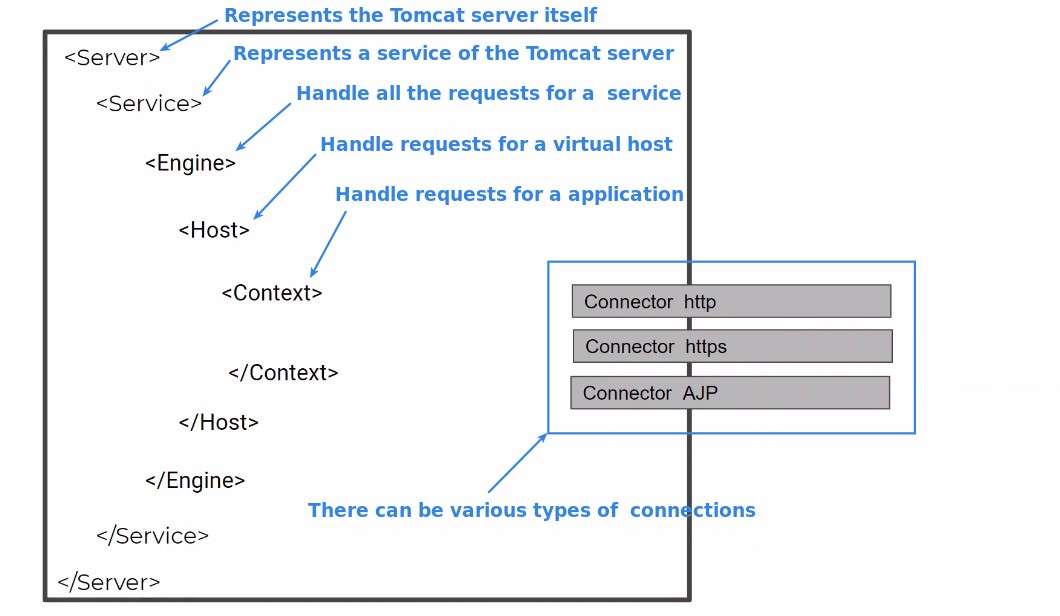 Represents the Tomcat server itself
<Server>
Represents a service of the Tomcat server
<Service>
Handle all the requests for a service
<Engine>
Handle requests for a virtual host
<Host>
Handle requests for a application
<Context>
Connector http
Connector https
</Context>
Connector AJP
</Host>
</Engine>
There can be various types of connections
</Service>
</Server>